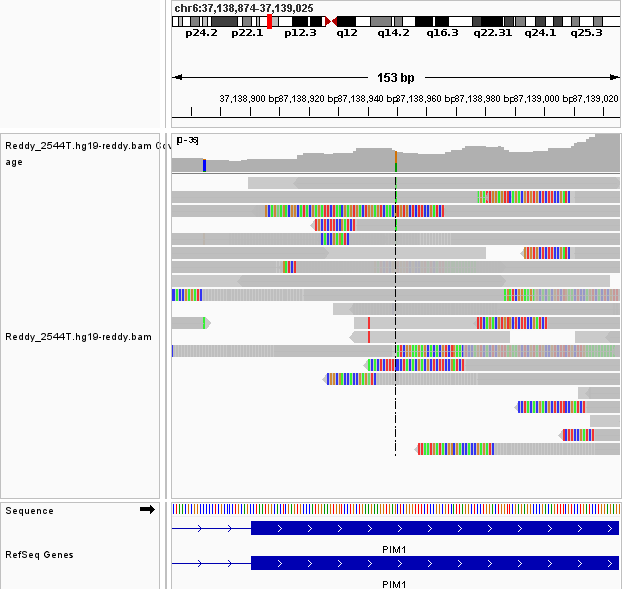 chr6:37,138,874-37,139,025
p24.2 p22.1 p12.3 q12 q14.2 q16.3 q22.31 q24.1 q25.3
153 bp
37,138,900 bp 37,138,920 bp 37,138,940 bp 37,138,960 bp 37,138,980 bp 37,139,000 bp 37,139,020
Reddy_2544T.hg19-reddy.bam Cov
age
[0-36]
Reddy_2544T.hg19-reddy.bam
Sequence
PIM1
RefSeq Genes
PIM1